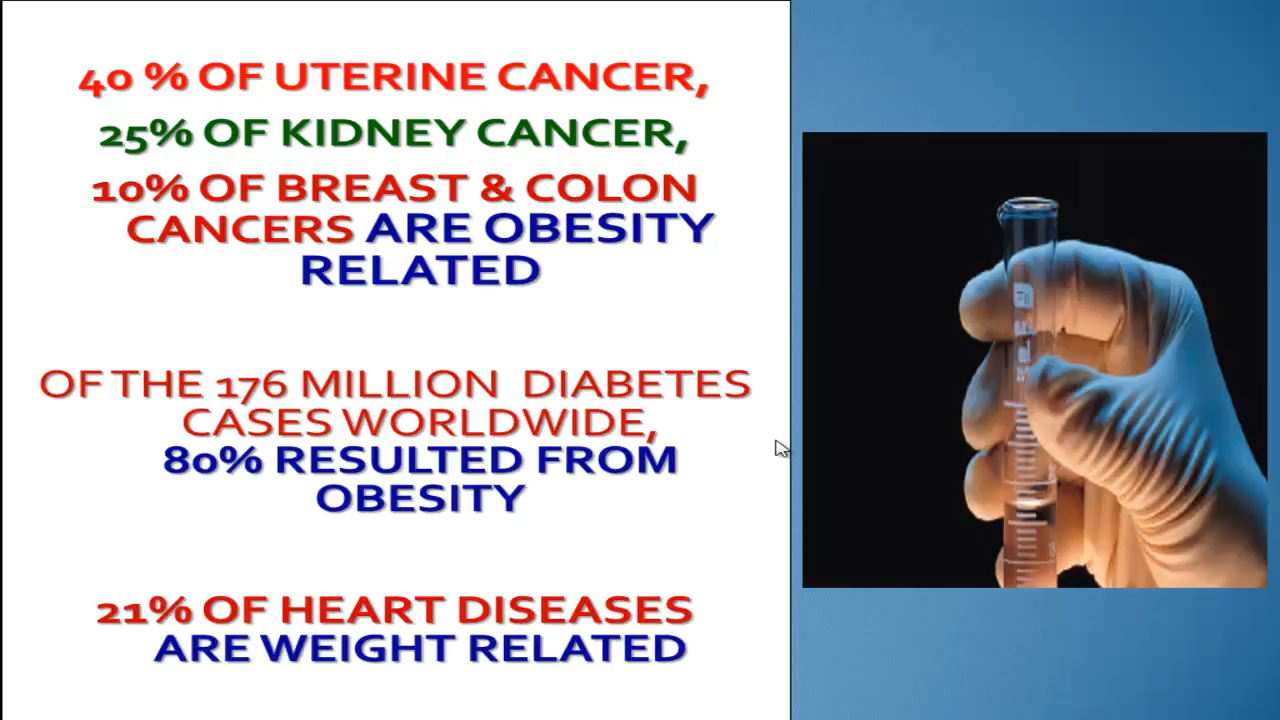 40 % OF UTERINE CANCER,
25% OF KIDNEY CANCER,
10% OF BREAST & COLON
CANCERS ARE OBESITY
RELATED
OF THE 176 MILLION DIABETES
CASES WORLDWIDE,
80% RESULTED FROM
OBESITY
21% OF HEART DISEASES
ARE WEIGHT RELATED